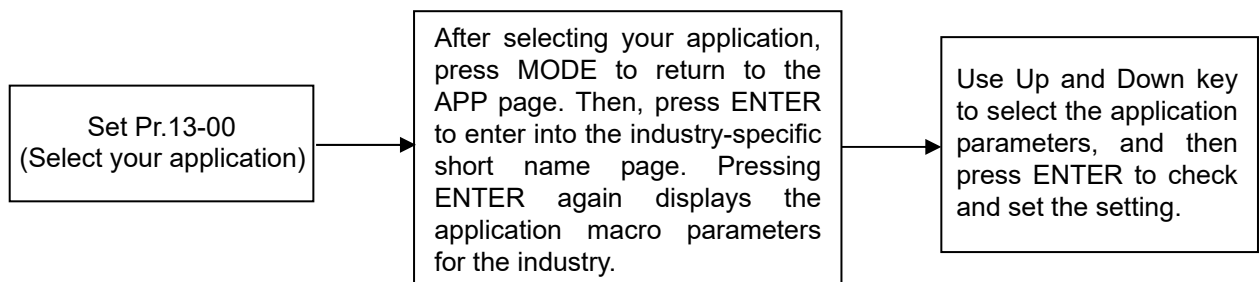 Set Pr.13-00
(Select your application)
After selecting your application,
press MODE to return to the
APP page. Then, press ENTER
to enter into the industry-specific
short name page. Pressing
ENTER again displays the
application macro parameters
for the industry.
Use Up and Down key
to select the application
parameters, and then
press ENTER to check
and set the setting.